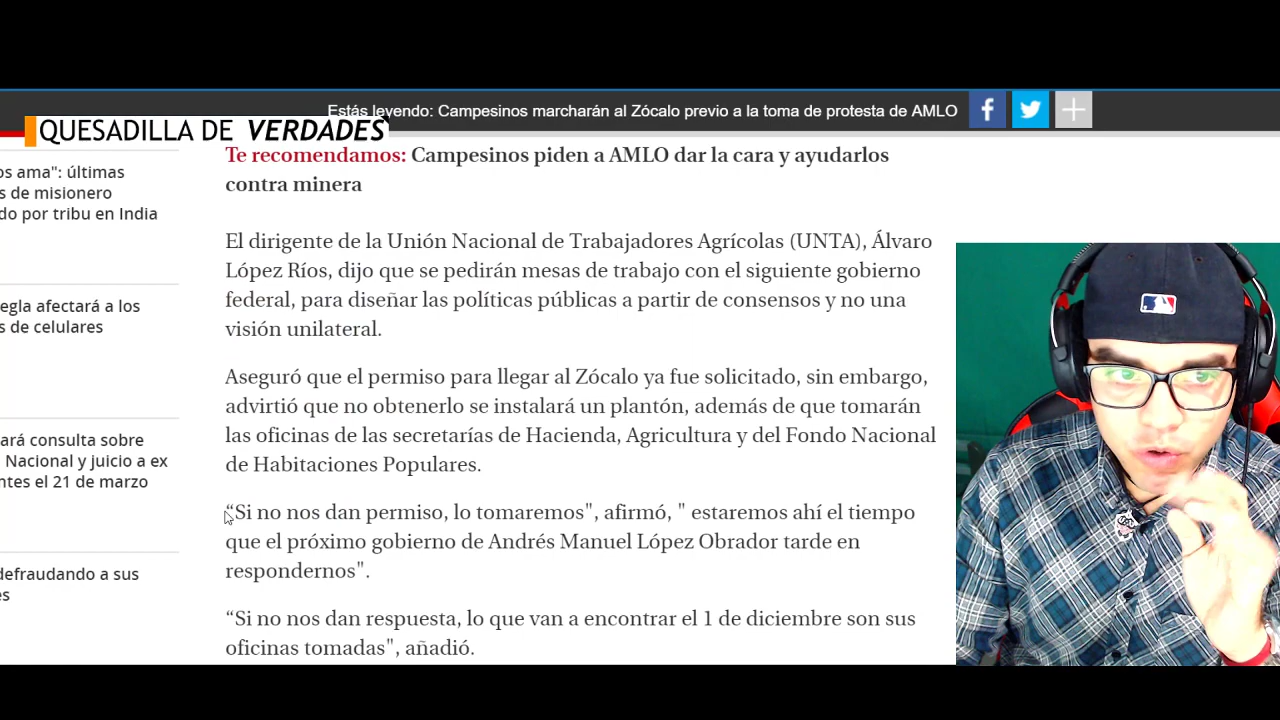 Estás leyendo: Campesinos marcharán al Zócalo previo a la toma de protesta de AMLO
QUESADILLA DE VERDADES
os ama": últimas
s de misionero
do por tribu en India
egla afectará a los
s de celulares
ará consulta sobre
Nacional y juicio a ex
ntes el 21 de marzo
defraudando a sus
es
Te recomendamos: Campesinos piden a AMLO dar la cara y ayudarlos
contra minera
El dirigente de la Unión Nacional de Trabajadores Agrícolas (UNTA), Álvaro
López Ríos, dijo que se pedirán mesas de trabajo con el siguiente gobierno
federal, para diseñar las políticas públicas a partir de consensos y no una
visión unilateral.
Aseguró que el permiso para llegar al Zócalo ya fue solicitado, sin embargo,
advirtió que no obtenerlo se instalará un plantón, además de que tomarán
las oficinas de las secretarías de Hacienda, Agricultura y del Fondo Nacional
de Habitaciones Populares.
“Si no nos dan permiso, lo tomaremos", afirmó, " estaremos ahí el tiempo
que el próximo gobierno de Andrés Manuel López Obrador tarde en
respondernos".
“Si no nos dan respuesta, lo que van a encontrar el 1 de diciembre son sus
oficinas tomadas", añadió.